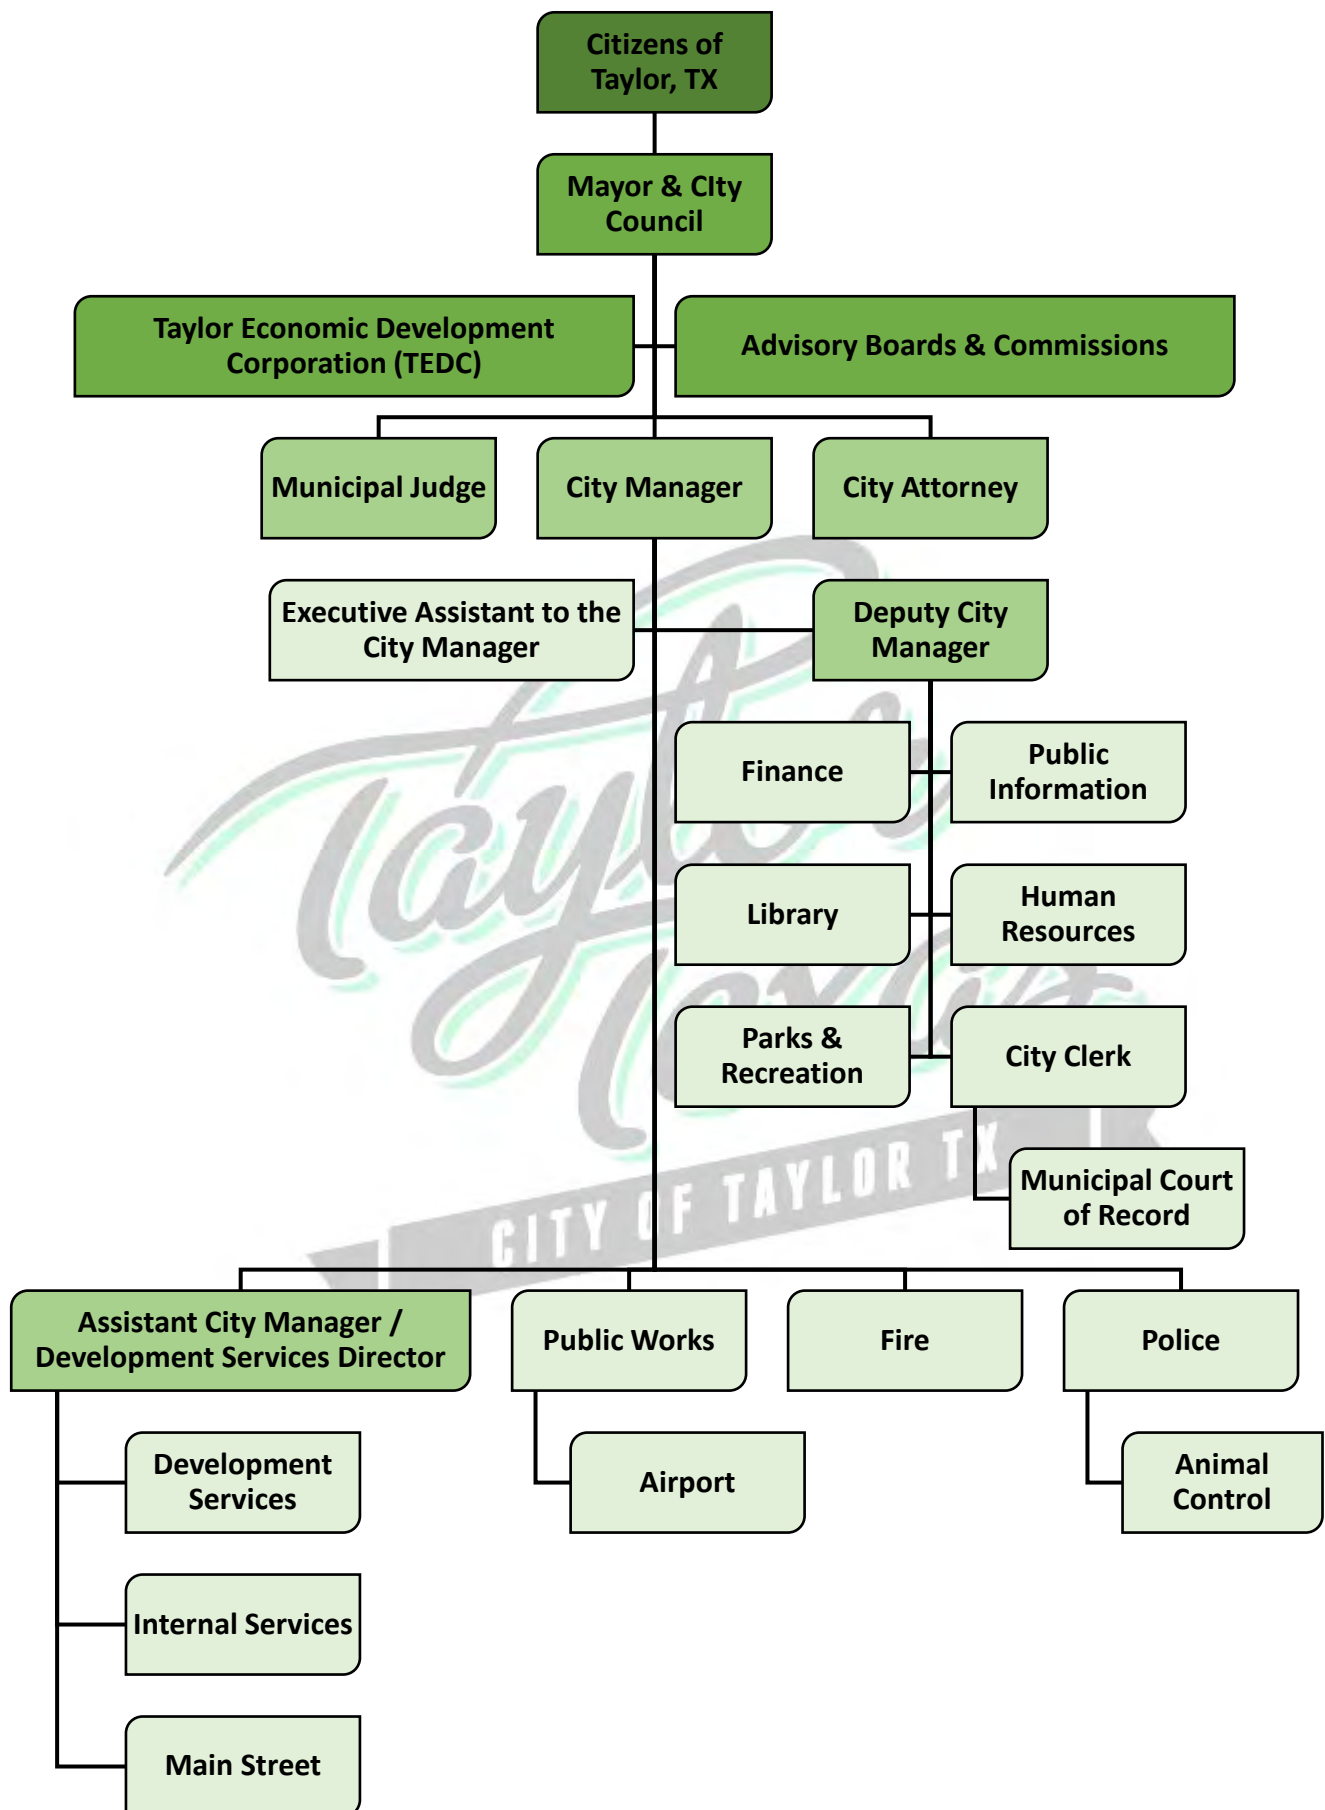 Citizens of
Taylor, TX
Mayor & CIty
Council
Taylor Economic Development
Corporation (TEDC)
Advisory Boards & Commissions
Municipal Judge
City Manager
City Attorney
Executive Assistant to the
City Manager
Deputy City
Manager
Finance
Public
Information
Library
Human
Resources
Parks &
Recreation
City Clerk
Municipal Court
of Record
Taylor
Texas
CITY OF TAYLOR TX
Assistant City Manager /
Development Services Director
Public Works
Fire
Police
Development
Services
Airport
Animal
Control
Internal Services
Main Street